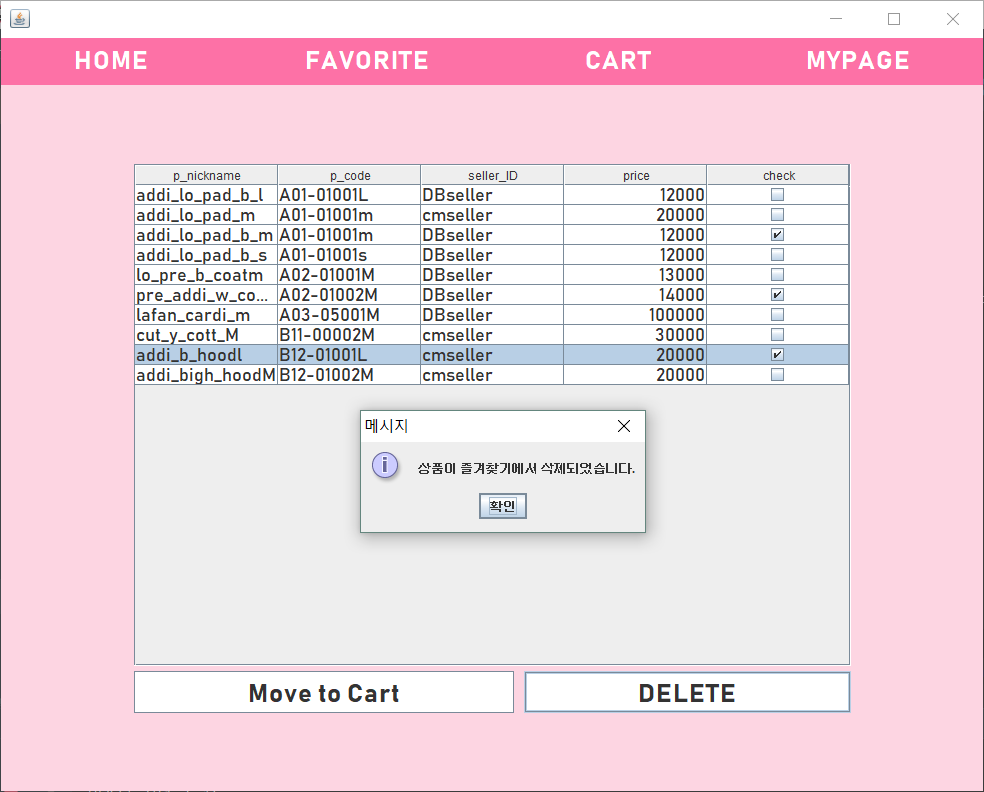 HOME FAVORITE CART MYPAGE
p_nickname p_code seller_ID price check
addi_lo_pad_b_l A01-01001L DBseller 12000
addi_lo_pad_m A01-01001m cmseller 20000
addi_lo_pad_b_m A01-01001m DBseller 12000
addi_lo_pad_b_s A01-01001s DBseller 12000
lo_pre_b_coatm A02-01001M DBseller 13000
pre_addi_w_co... A02-01002M DBseller 14000
lafan_cardi_m A03-05001M DBseller 100000
cut_y_cott_M B11-00002M cmseller 30000
addi_b_hoodl B12-01001L cmseller 20000
addi_bigh_hoodM B12-01002M cmseller 20000
메시지
상품이 즐겨찾기에서 삭제되었습니다.
확인
Move to Cart DELETE